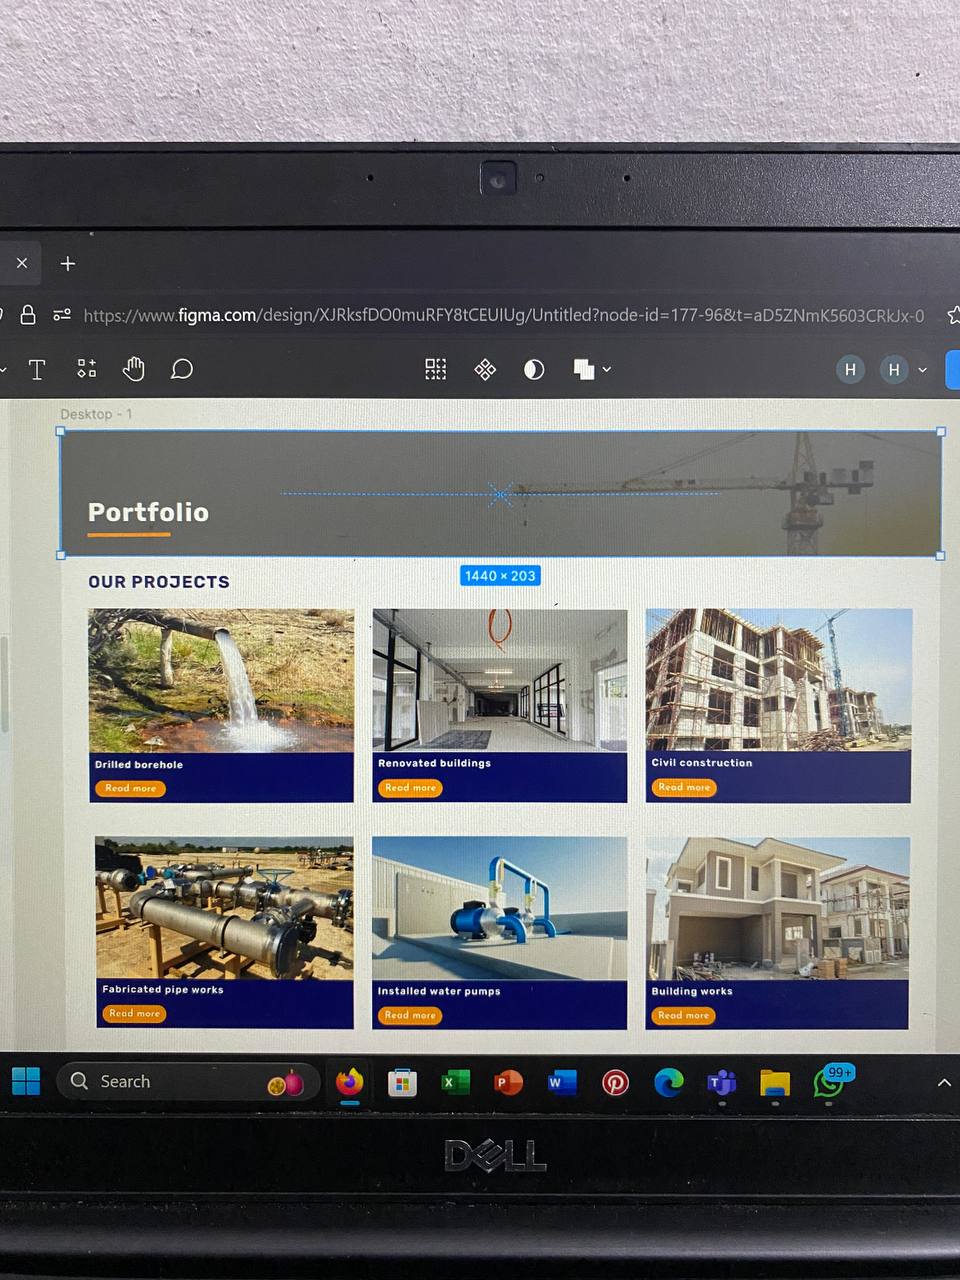 https://www.figma.com/design/XJRksfDO0muRFY8tCEUIUg/Untitled?node-id=177-96&t=aD5ZNmK5603CRkJx-0
T
H
H
Desktop - 1
Portfolio
1440 × 203
OUR PROJECTS
Drilled borehole
Renovated buildings
Civil construction
Read more
Read more
Read more
Fabricated pipe works
Installed water pumps
Building works
Read more
Read more
Read more
Search
99+
DELL